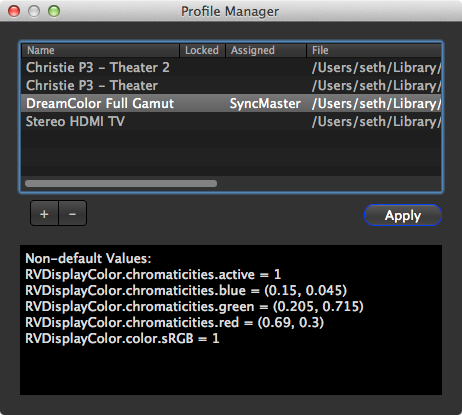 Profile Manager
Name Locked Assigned File
Christie P3 – Theater 2 /Users/seth/Library/
Christie P3 – Theater /Users/seth/Library/
DreamColor Full Gamut SyncMaster /Users/seth/Library/
Stereo HDMI TV /Users/seth/Library/
+ – Apply
Non-default Values:
RVDisplayColor.chromaticities.active = 1
RVDisplayColor.chromaticities.blue = (0.15, 0.045)
RVDisplayColor.chromaticities.green = (0.205, 0.715)
RVDisplayColor.chromaticities.red = (0.69, 0.3)
RVDisplayColor.color.sRGB = 1